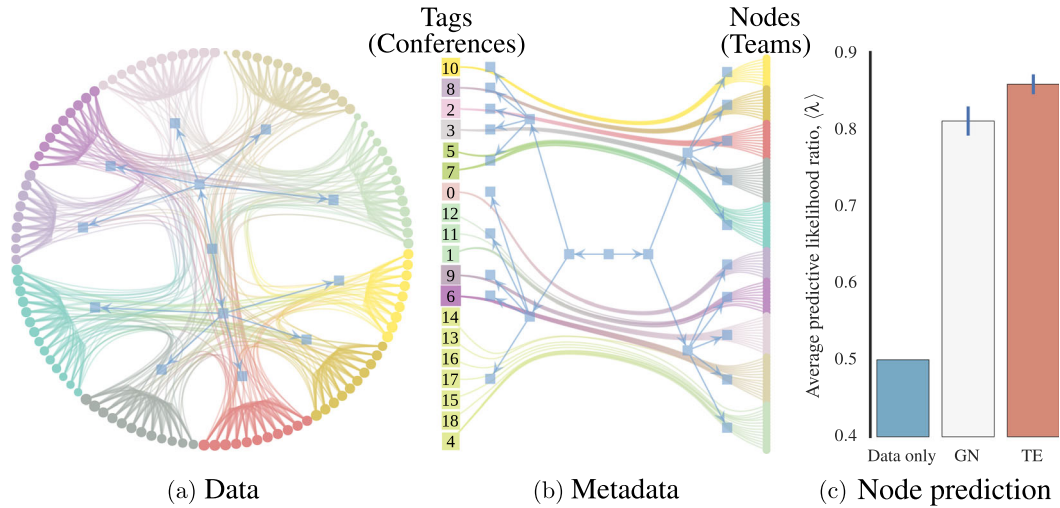 Tags
(Conferences)
Nodes
(Teams)
10
8
2
3
5
7
0
12
11
1
9
6
14
13
16
17
15
18
4
Average predictive likelihood ratio, ⟨λ⟩
0.9
0.8
0.7
0.6
0.5
0.4
Data only GN TE
(a) Data
(b) Metadata
(c) Node prediction